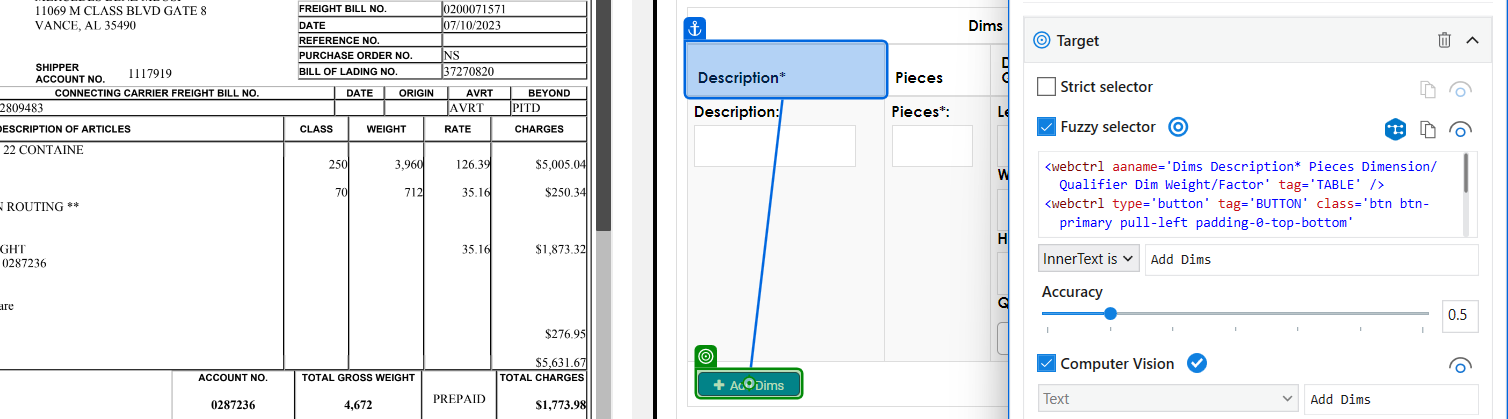 11069 M CLASS BLVD GATE 8
VANCE, AL 35490
SHIPPER
ACCOUNT NO. 1117919
FREIGHT BILL NO. 0200071571
DATE 07/10/2023
REFERENCE NO.
PURCHASE ORDER NO. NS
BILL OF LADING NO. 37270820
CONNECTING CARRIER FREIGHT BILL NO. DATE ORIGIN AVRT BEYOND
2809483 AVRT PITD
DESCRIPTION OF ARTICLES CLASS WEIGHT RATE CHARGES
22 CONTAINE
250 3,960 126.39 $5,005.04
70 712 35.16 $250.34
N ROUTING **
GHT 35.16 $1,873.32
0287236
are
$276.95
$5,631.67
ACCOUNT NO. TOTAL GROSS WEIGHT PREPAID TOTAL CHARGES
0287236 4,672 $1,773.98
Dims
Description* Pieces
Description: Pieces*:
Add Dims
Target
Strict selector
Fuzzy selector
<webctrl aaname='Dims Description* Pieces Dimension/
Qualifier Dim Weight/Factor' tag='TABLE' />
<webctrl type='button' tag='BUTTON' class='btn btn-
primary pull-left padding-0-top-bottom'
InnerText is Add Dims
Accuracy
0.5
Computer Vision
Text Add Dims